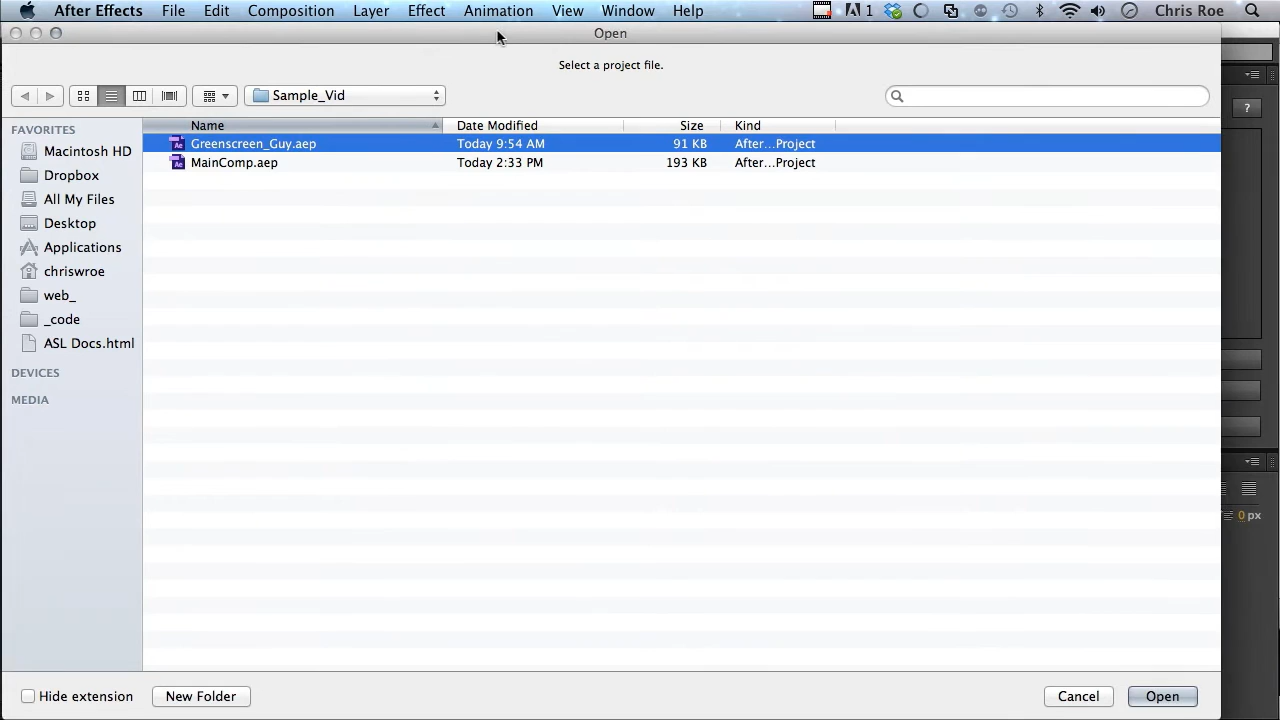 After Effects File Edit Composition Layer Effect Animation View Window Help 1 Chris Roe
Open
Select a project file.
Sample_Vid
?
FAVORITES
Macintosh HD
Dropbox
All My Files
Desktop
Applications
chriswroe
web_
_code
ASL Docs.html
DEVICES
MEDIA
Name Date Modified Size Kind
Ae Greenscreen_Guy.aep Today 9:54 AM 91 KB After...Project
Ae MainComp.aep Today 2:33 PM 193 KB After...Project
0 px
Hide extension New Folder Cancel Open